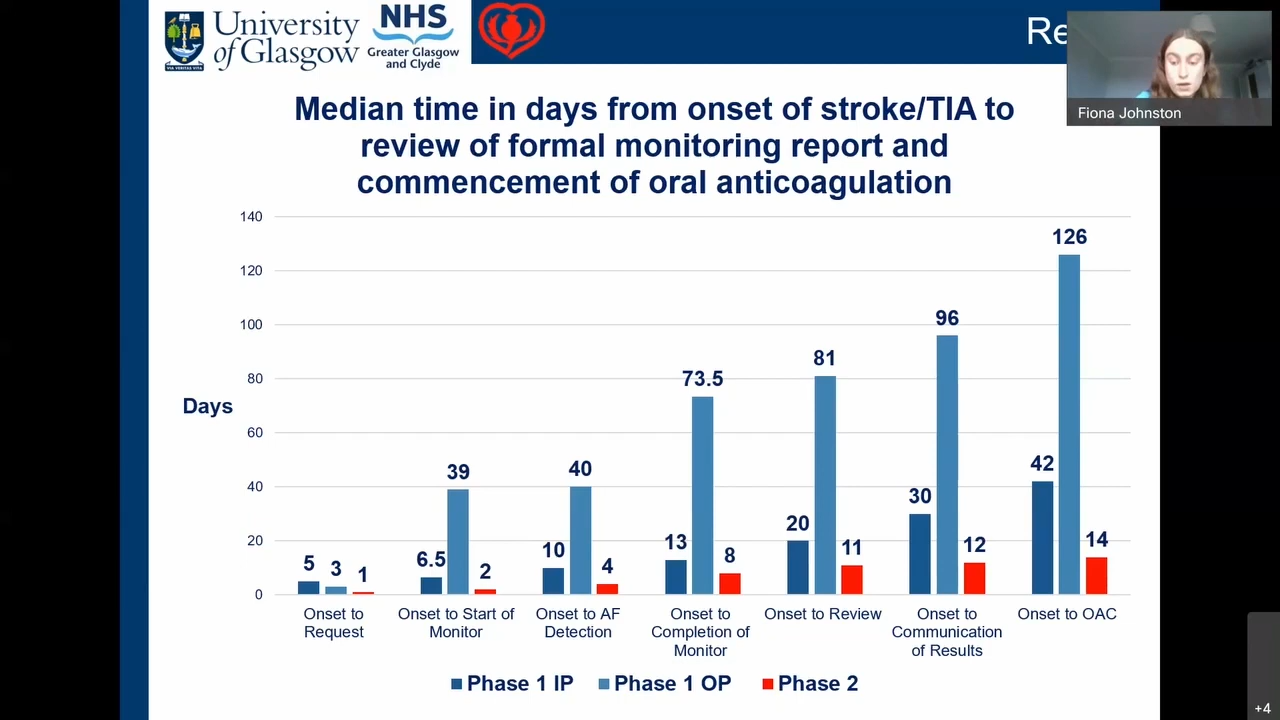 University
of Glasgow
VIA VERITAS VITA
NHS
Greater Glasgow
and Clyde
Re
Fiona Johnston
Median time in days from onset of stroke/TIA to
review of formal monitoring report and
commencement of oral anticoagulation
Days
140
120
100
80
60
40
20
0
5 3 1
6.5 39 2
10 40 4
13 73.5 8
20 81 11
30 96 12
42 126 14
Onset to
Request
Onset to Start of
Monitor
Onset to AF
Detection
Onset to
Completion of
Monitor
Onset to Review
Onset to
Communication
of Results
Onset to OAC
Phase 1 IP Phase 1 OP Phase 2
+4